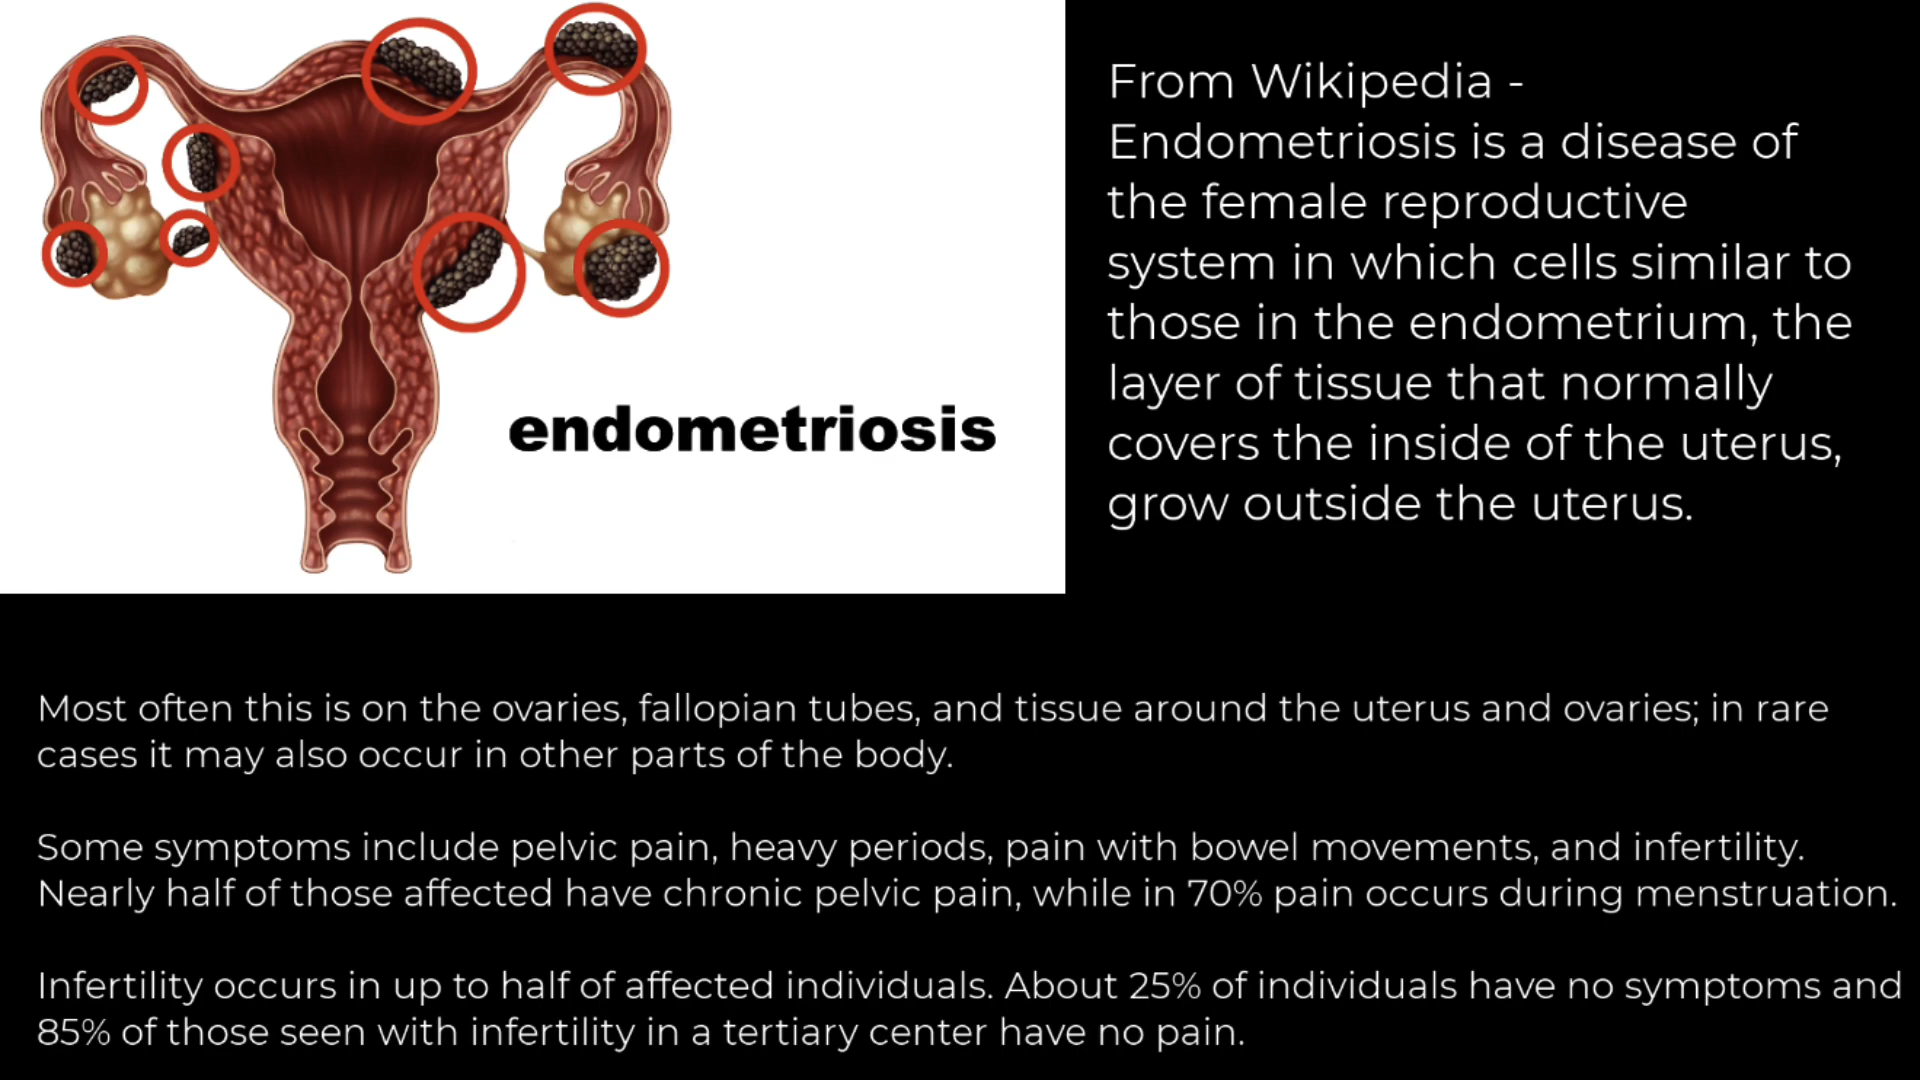 endometriosis
From Wikipedia -
Endometriosis is a disease of
the female reproductive
system in which cells similar to
those in the endometrium, the
layer of tissue that normally
covers the inside of the uterus,
grow outside the uterus.
Most often this is on the ovaries, fallopian tubes, and tissue around the uterus and ovaries; in rare
cases it may also occur in other parts of the body.
Some symptoms include pelvic pain, heavy periods, pain with bowel movements, and infertility.
Nearly half of those affected have chronic pelvic pain, while in 70% pain occurs during menstruation.
Infertility occurs in up to half of affected individuals. About 25% of individuals have no symptoms and
85% of those seen with infertility in a tertiary center have no pain.